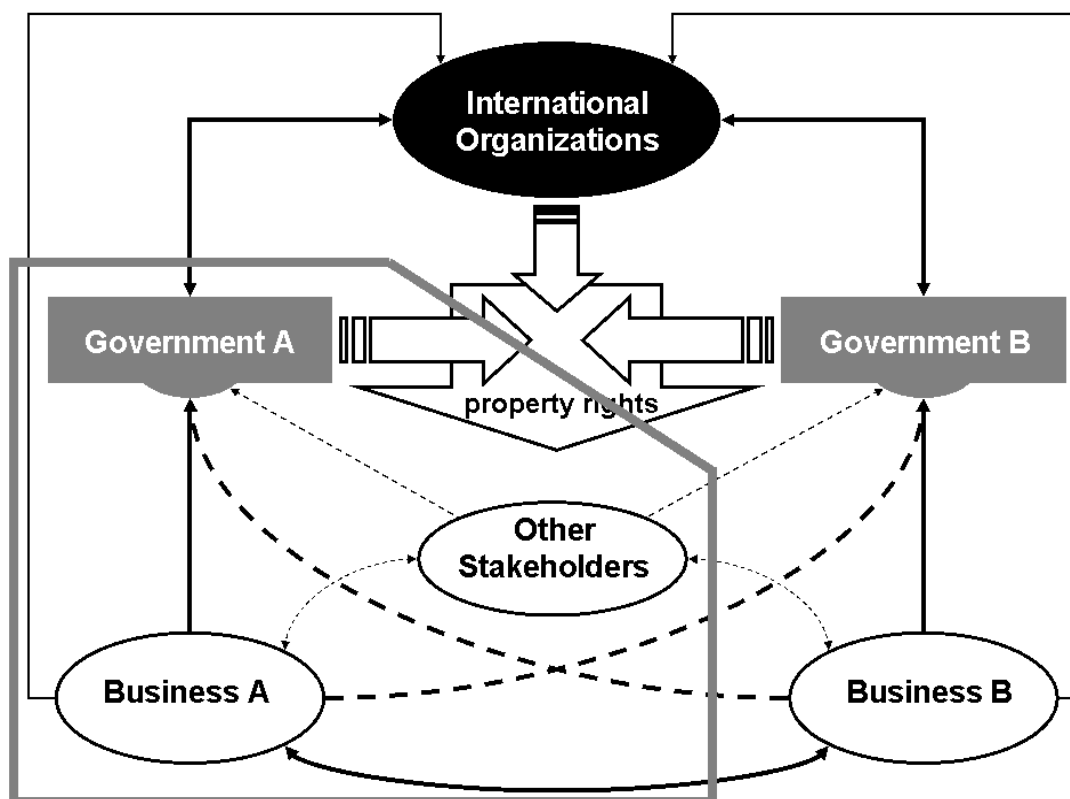 International
Organizations
Government A
Government B
property rights
Other
Stakeholders
Business A
Business B